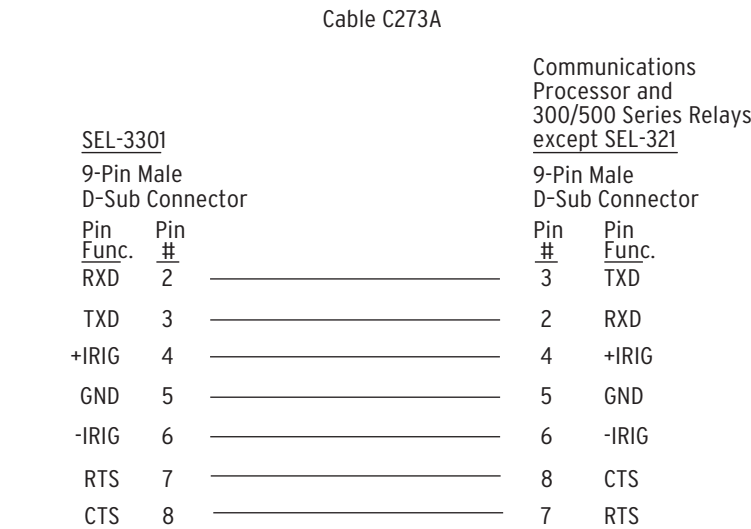 Cable C273A
Communications
Processor and
300/500 Series Relays
SEL-3301 except SEL-321
9-Pin Male 9-Pin Male
D-Sub Connector D-Sub Connector
Pin Pin Pin Pin
Func. # # Func.
RXD 2 3 TXD
TXD 3 2 RXD
+IRIG 4 4 +IRIG
GND 5 5 GND
-IRIG 6 6 -IRIG
RTS 7 8 CTS
CTS 8 7 RTS